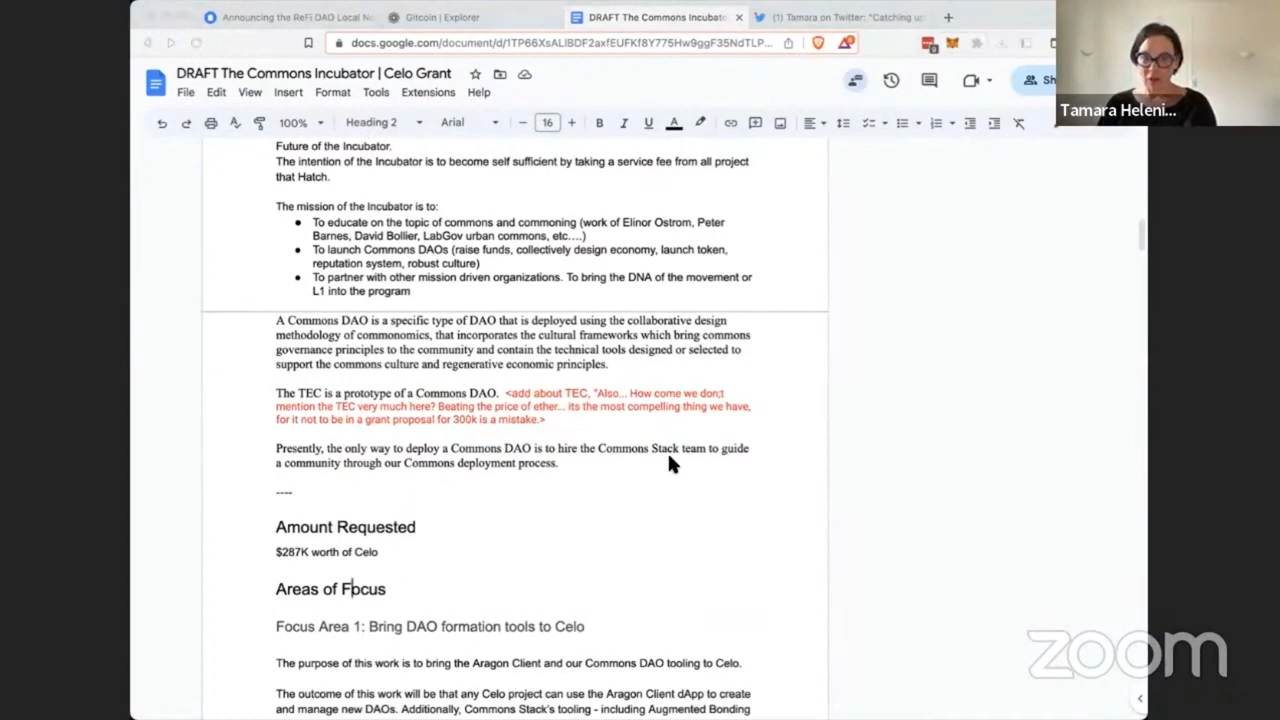 Announcing the ReFi DAO Local No
Gitcoin | Explorer
DRAFT The Commons Incubato
(1) Tamara on Twitter: "Catching up
docs.google.com/document/d/1TP66XsALIBDF2axfEUFKf8Y775Hw9ggF35NdTLP...
DRAFT The Commons Incubator | Celo Grant
File Edit View Insert Format Tools Extensions Help
Sh
100% Heading 2 Arial 16 B I U A
Tamara Heleni...
Future of the Incubator.
The intention of the Incubator is to become self sufficient by taking a service fee from all project
that Hatch.
The mission of the Incubator is to:
● To educate on the topic of commons and commoning (work of Elinor Ostrom, Peter
Barnes, David Bollier, LabGov urban commons, etc....)
● To launch Commons DAOs (raise funds, collectively design economy, launch token,
reputation system, robust culture)
● To partner with other mission driven organizations. To bring the DNA of the movement or
L1 into the program
A Commons DAO is a specific type of DAO that is deployed using the collaborative design
methodology of commonomics, that incorporates the cultural frameworks which bring commons
governance principles to the community and contain the technical tools designed or selected to
support the commons culture and regenerative economic principles.
The TEC is a prototype of a Commons DAO. <add about TEC, "Also... How come we don;t
mention the TEC very much here? Beating the price of ether... its the most compelling thing we have,
for it not to be in a grant proposal for 300k is a mistake.>
Presently, the only way to deploy a Commons DAO is to hire the Commons Stack team to guide
a community through our Commons deployment process.
----
Amount Requested
$287K worth of Celo
Areas of Focus
Focus Area 1: Bring DAO formation tools to Celo
The purpose of this work is to bring the Aragon Client and our Commons DAO tooling to Celo.
The outcome of this work will be that any Celo project can use the Aragon Client dApp to create
and manage new DAOs. Additionally, Commons Stack's tooling - including Augmented Bonding
zoom